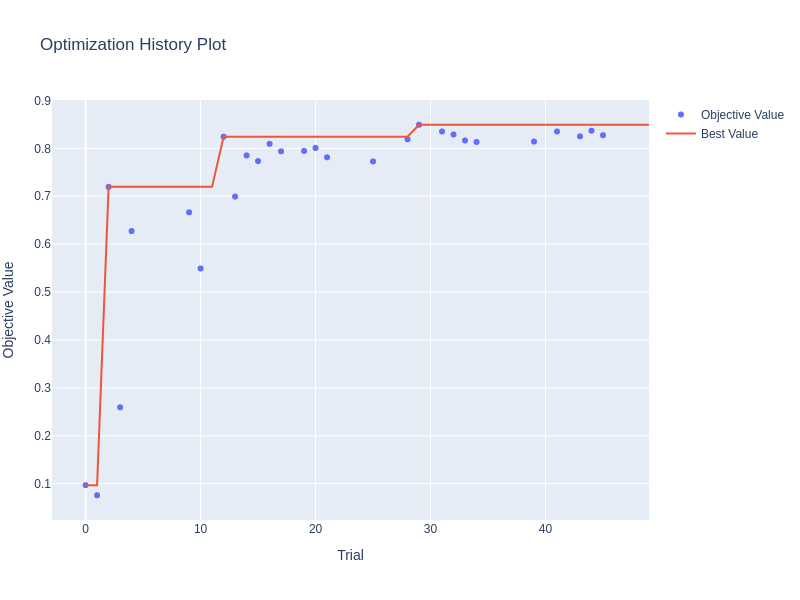 Optimization History Plot
Objective Value
Best Value
0.9
0.8
0.7
0.6
0.5
0.4
0.3
0.2
0.1
Objective Value
0 10 20 30 40
Trial